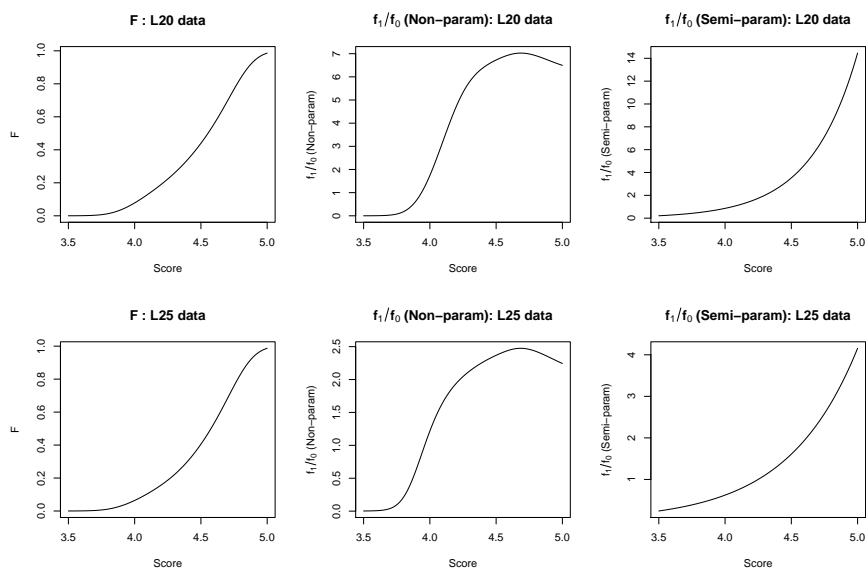 F : L20 data
F
0.0 0.2 0.4 0.6 0.8 1.0
3.5 4.0 4.5 5.0
Score
f1/f0 (Non−param): L20 data
f1/f0 (Non−param)
0 1 2 3 4 5 6 7
3.5 4.0 4.5 5.0
Score
f1/f0 (Semi−param): L20 data
f1/f0 (Semi−param)
0 2 4 6 8 10 12 14
3.5 4.0 4.5 5.0
Score
F : L25 data
F
0.0 0.2 0.4 0.6 0.8 1.0
3.5 4.0 4.5 5.0
Score
f1/f0 (Non−param): L25 data
f1/f0 (Non−param)
0.0 0.5 1.0 1.5 2.0 2.5
3.5 4.0 4.5 5.0
Score
f1/f0 (Semi−param): L25 data
f1/f0 (Semi−param)
1 2 3 4
3.5 4.0 4.5 5.0
Score